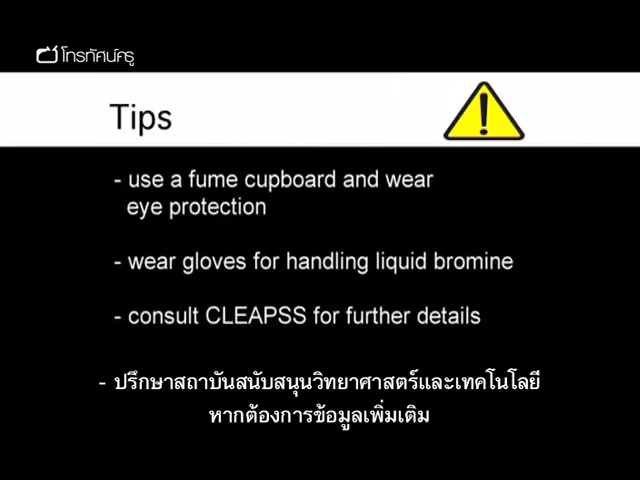 โทรทัศน์ครู
Tips
- use a fume cupboard and wear
eye protection
- wear gloves for handling liquid bromine
- consult CLEAPSS for further details
- ปรึกษาสถาบันสนับสนุนวิทยาศาสตร์และเทคโนโลยี
หากต้องการข้อมูลเพิ่มเติม